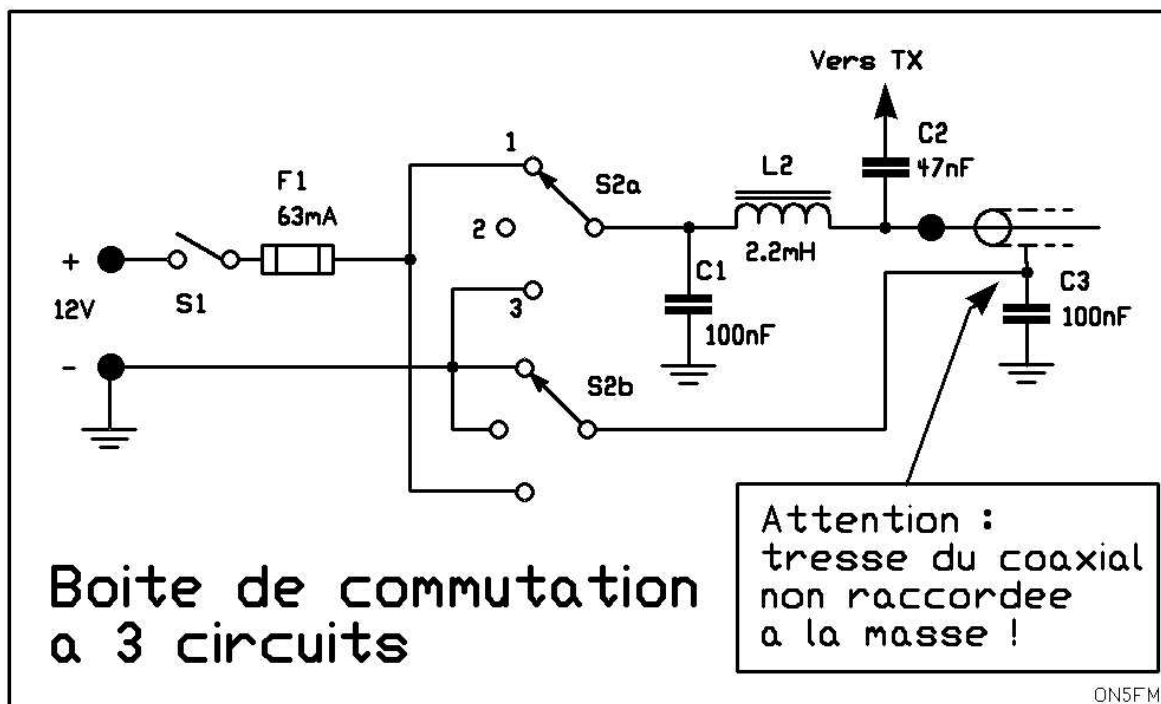 Vers TX
C2
47nF
1
L2
F1
63mA
S2a
2
+
12V
S1
3
C1
100nF
2.2mH
C3
100nF
-
S2b
Attention :
tresse du coaxial
non raccordee
a la masse !
Boite de commutation
a 3 circuits
ON5FM